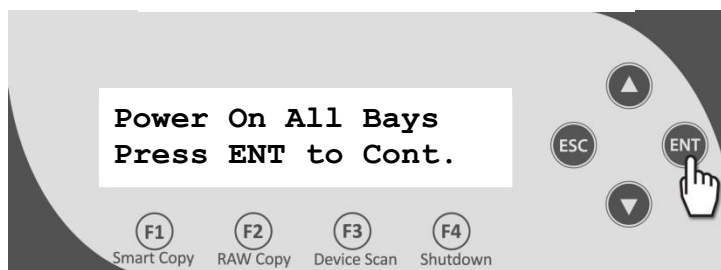 Power On All Bays
Press ENT to Cont.
ESC
ENT
F1
F2
F3
F4
Smart Copy
RAW Copy
Device Scan
Shutdown